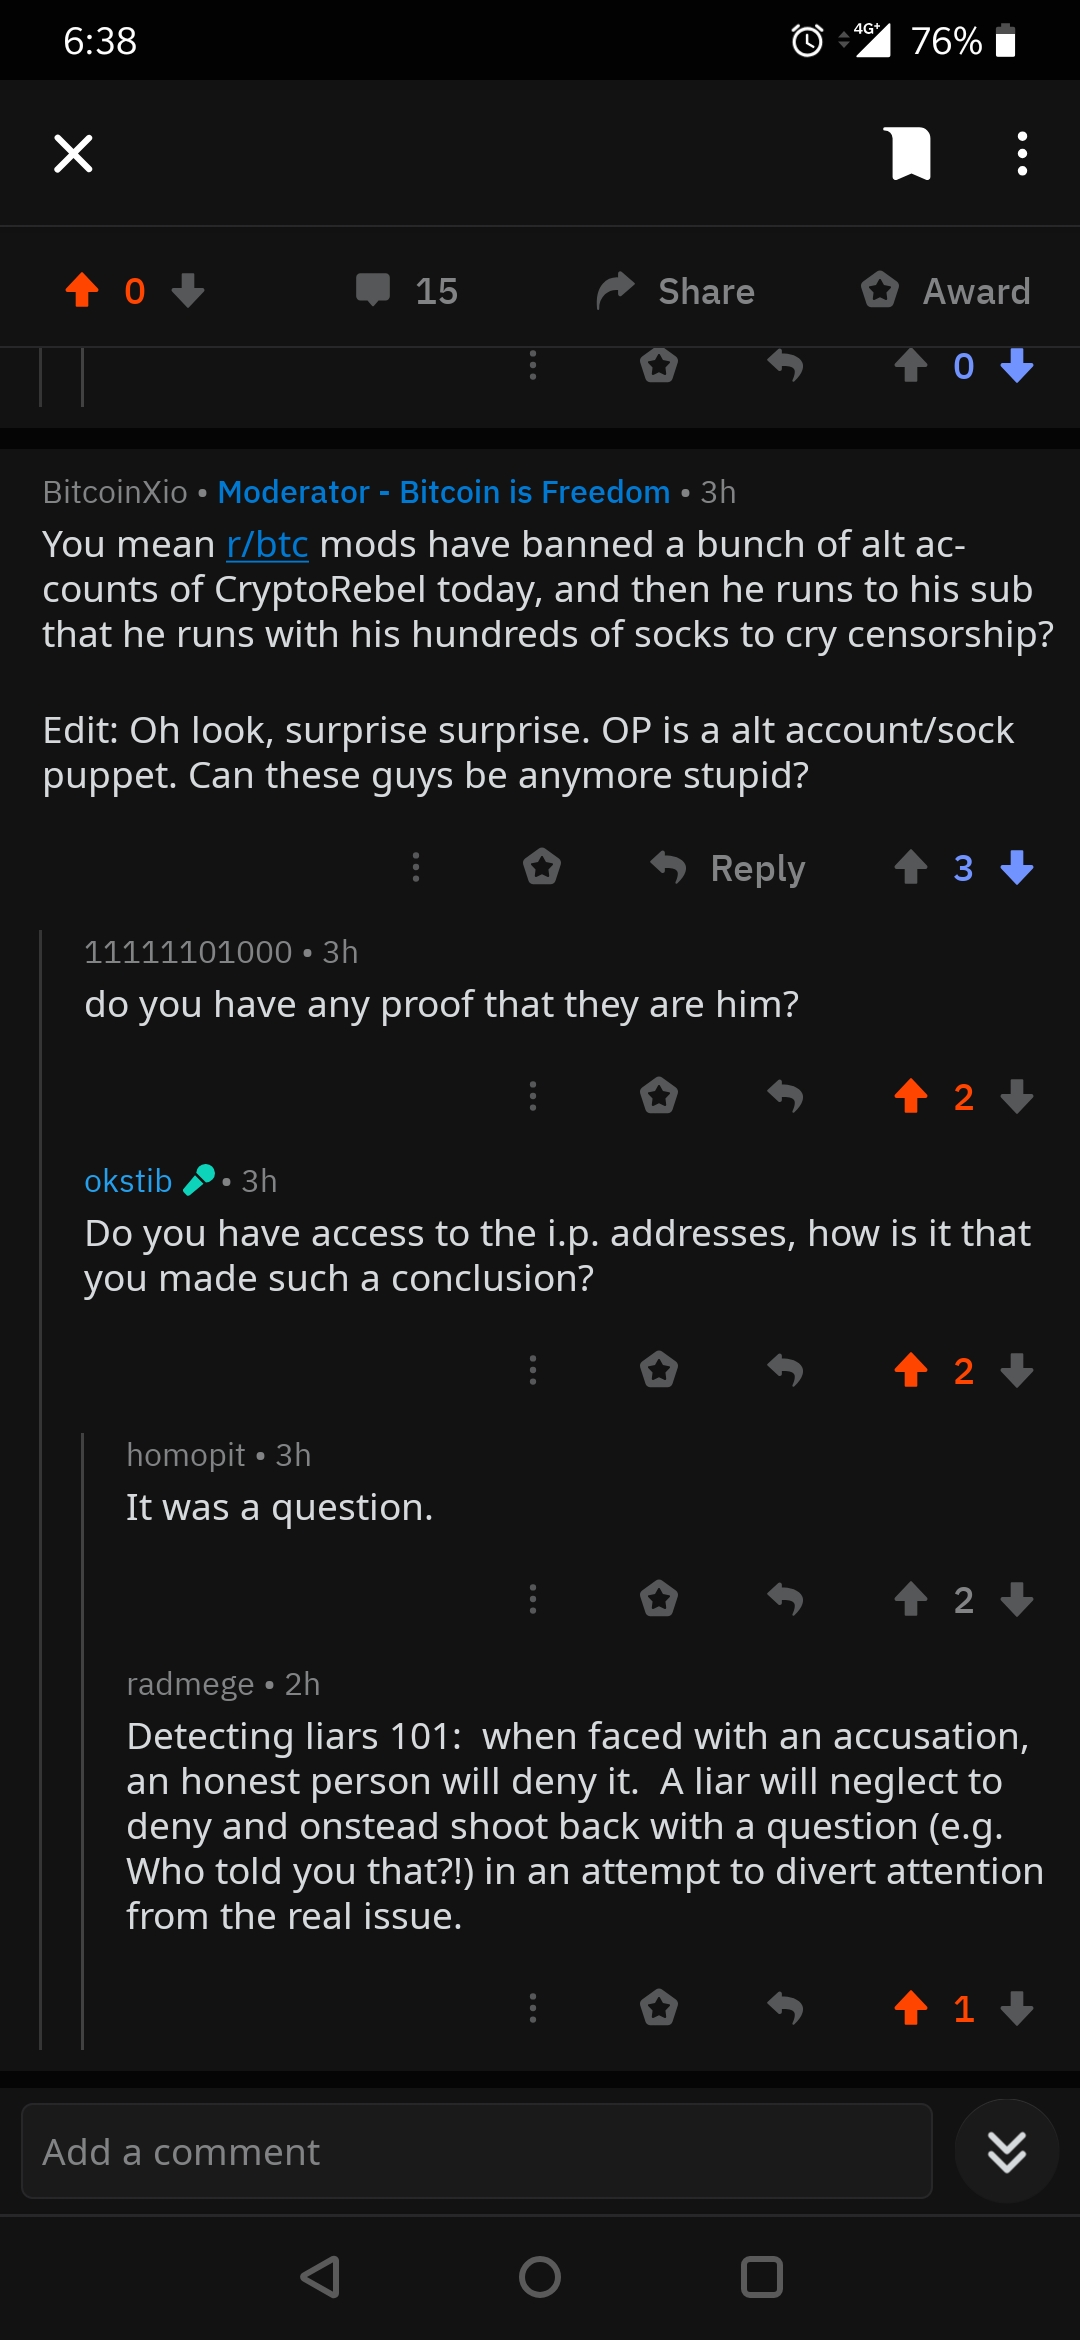 6:38
4G+ 76%
0 15 Share Award
0
BitcoinXio • Moderator - Bitcoin is Freedom • 3h
You mean r/btc mods have banned a bunch of alt ac-
counts of CryptoRebel today, and then he runs to his sub
that he runs with his hundreds of socks to cry censorship?
Edit: Oh look, surprise surprise. OP is a alt account/sock
puppet. Can these guys be anymore stupid?
Reply 3
11111101000 • 3h
do you have any proof that they are him?
2
okstib • 3h
Do you have access to the i.p. addresses, how is it that
you made such a conclusion?
2
homopit • 3h
It was a question.
2
radmege • 2h
Detecting liars 101:  when faced with an accusation,
an honest person will deny it.  A liar will neglect to
deny and onstead shoot back with a question (e.g.
Who told you that?!) in an attempt to divert attention
from the real issue.
1
Add a comment